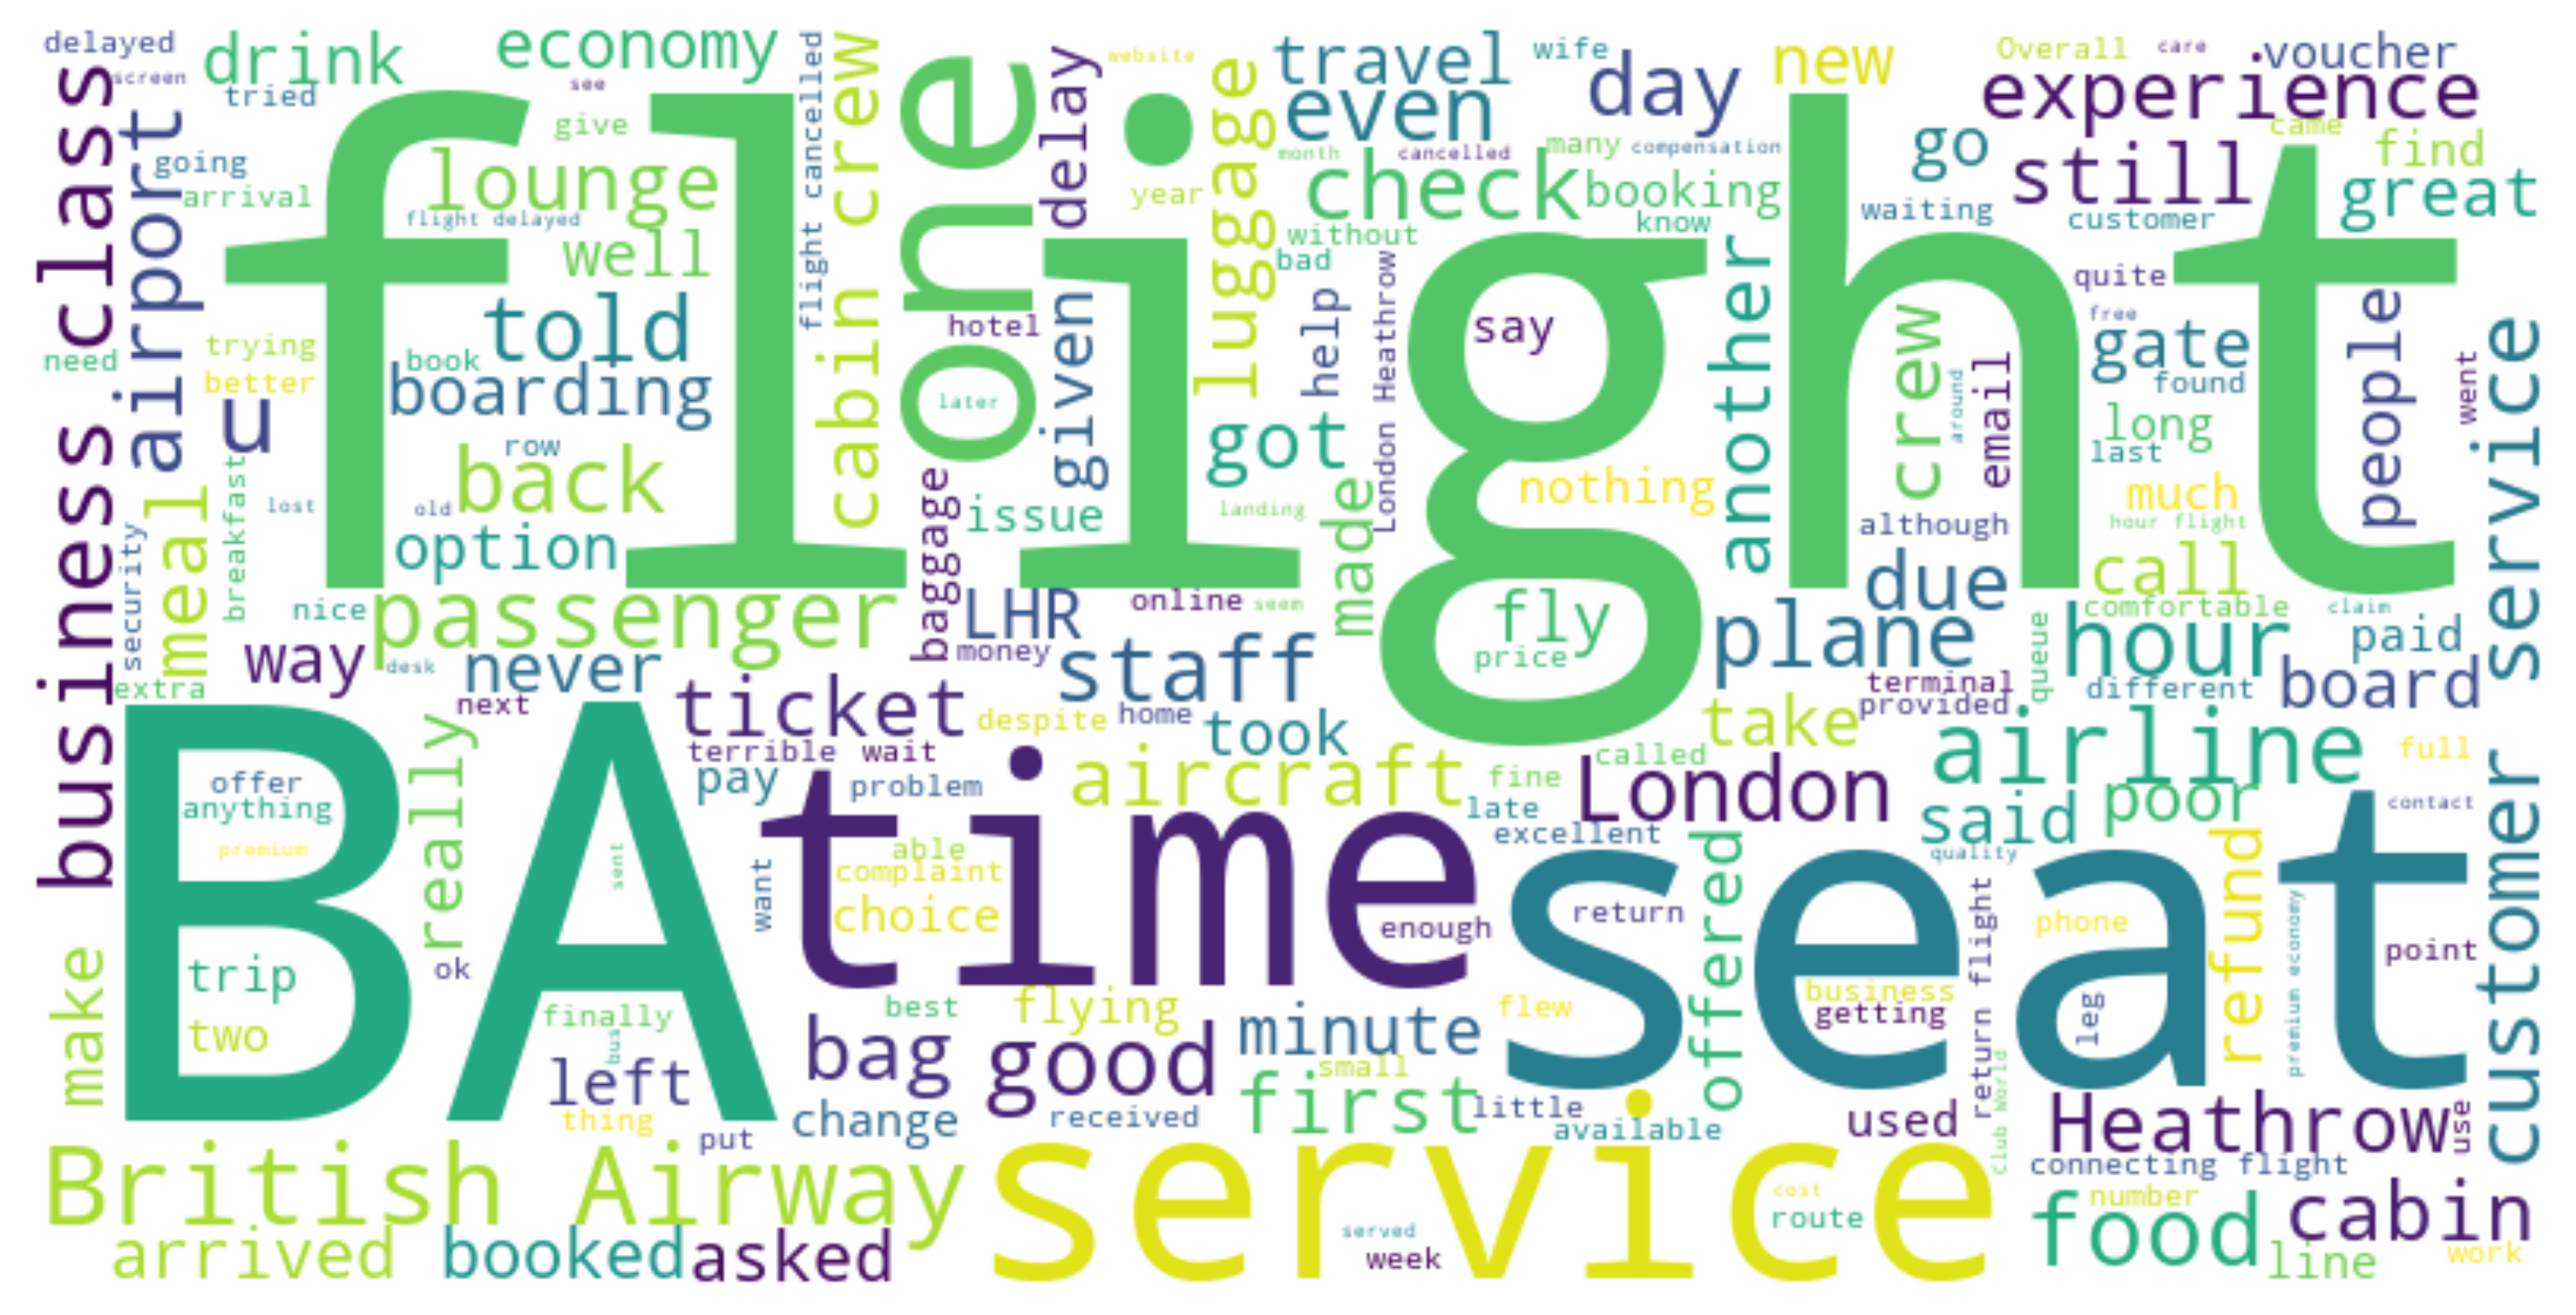 delayed
drink
economy
flight cancelled
cabin crew
one
delay
website
travel
wife
day
new
Overall
care
voucher
screen
tried
see
even
experience
class
airport
going
give
luggage
came
flight
month
cancelled
many
compensation
go
still
find
arrival
lounge
year
check
booking
waiting
customer
great
flight delayed
well
without
know
bad
London Heathrow
another
quite
told
hotel
given
help
say
crew
free
gate
people
need
trying
book
better
boarding
later
around
email
found
went
service
u
row
got
long
last
back
baggage
nothing
much
meal
breakfast
lost
old
issue
landing
made
although
hour flight
business
security
option
due
call
nice
passenger
LHR
online
seem
fly
comfortable
claim
way
desk
never
money
staff
price
plane
queue
hour
paid
extra
next
ticket
despite
home
took
take
terminal
provided
different
board
BA
really
terrible
wait
called
airline
full
offer
anything
pay
problem
time
aircraft
fine
London
late
excellent
said
poor
contact
premium
sent
want
able
complaint
choice
offered
quality
refund
seat
trip
ok
enough
return
return flight
phone
premium economy
point
customer
make
two
finally
bus
best
flying
flew
business
getting
leg
left
bag
good
minute
small
Club World
thing
put
change
received
first
little
available
used
Heathrow
use
British Airway
service
connecting flight
arrived
booked
asked
served
week
cost
route
food
number
cabin
line
work